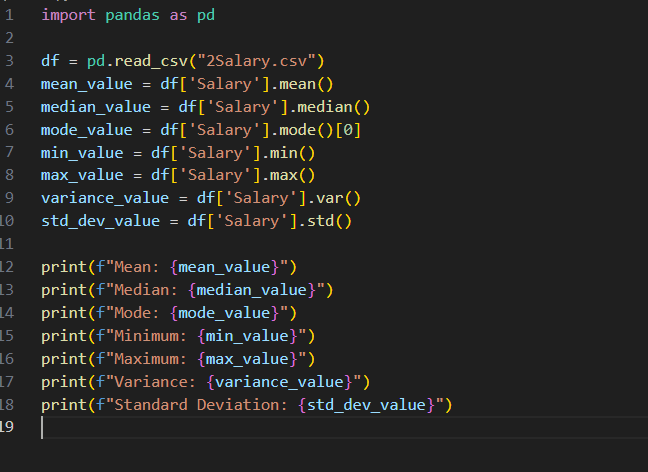 1 import pandas as pd
2
3 df = pd.read_csv("2Salary.csv")
4 mean_value = df['Salary'].mean()
5 median_value = df['Salary'].median()
6 mode_value = df['Salary'].mode()[0]
7 min_value = df['Salary'].min()
8 max_value = df['Salary'].max()
9 variance_value = df['Salary'].var()
10 std_dev_value = df['Salary'].std()
11
12 print(f"Mean: {mean_value}")
13 print(f"Median: {median_value}")
14 print(f"Mode: {mode_value}")
15 print(f"Minimum: {min_value}")
16 print(f"Maximum: {max_value}")
17 print(f"Variance: {variance_value}")
18 print(f"Standard Deviation: {std_dev_value}")
19